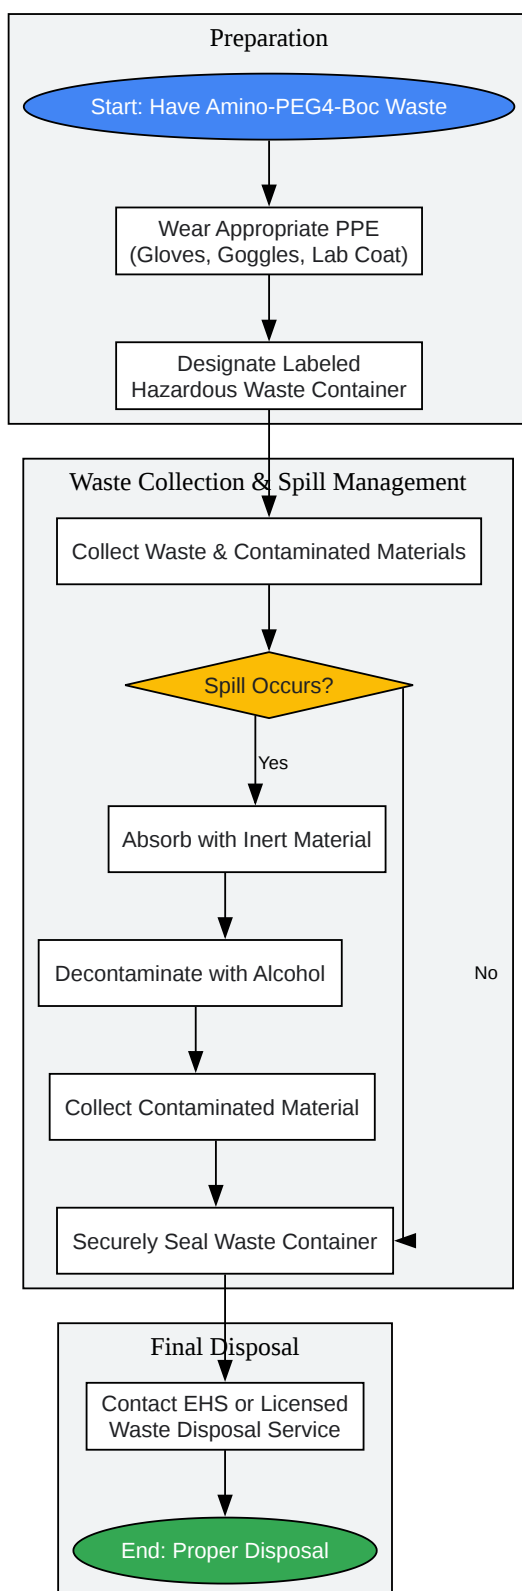 Preparation
Start: Have Amino-PEG4-Boc Waste
Wear Appropriate PPE
(Gloves, Goggles, Lab Coat)
Designate Labeled
Hazardous Waste Container
Waste Collection & Spill Management
Collect Waste & Contaminated Materials
Spill Occurs?
Yes
Absorb with Inert Material
Decontaminate with Alcohol
No
Collect Contaminated Material
Securely Seal Waste Container
Final Disposal
Contact EHS or Licensed
Waste Disposal Service
End: Proper Disposal